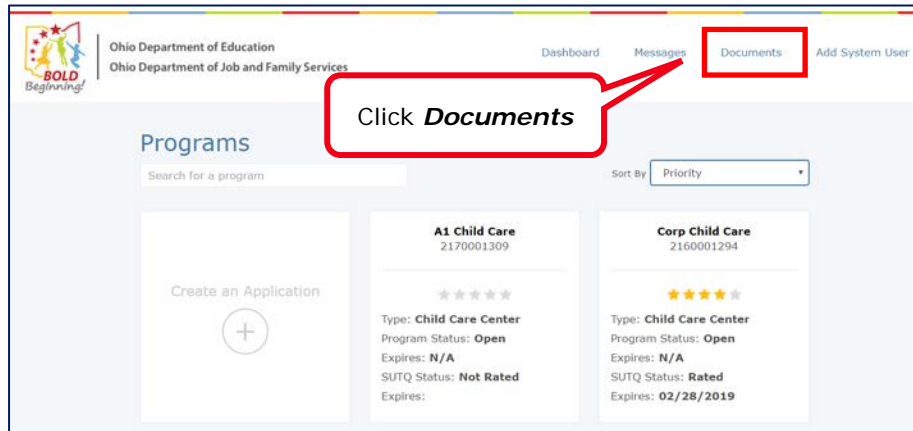 BOLD
Beginning!
Ohio Department of Education
Ohio Department of Job and Family Services
Dashboard Messages Documents Add System User
Click Documents
Programs
Search for a program
Sort By Priority
Create an Application
A1 Child Care
2170001309
Type: Child Care Center
Program Status: Open
Expires: N/A
SUTQ Status: Not Rated
Expires:
Corp Child Care
2160001294
Type: Child Care Center
Program Status: Open
Expires: N/A
SUTQ Status: Rated
Expires: 02/28/2019